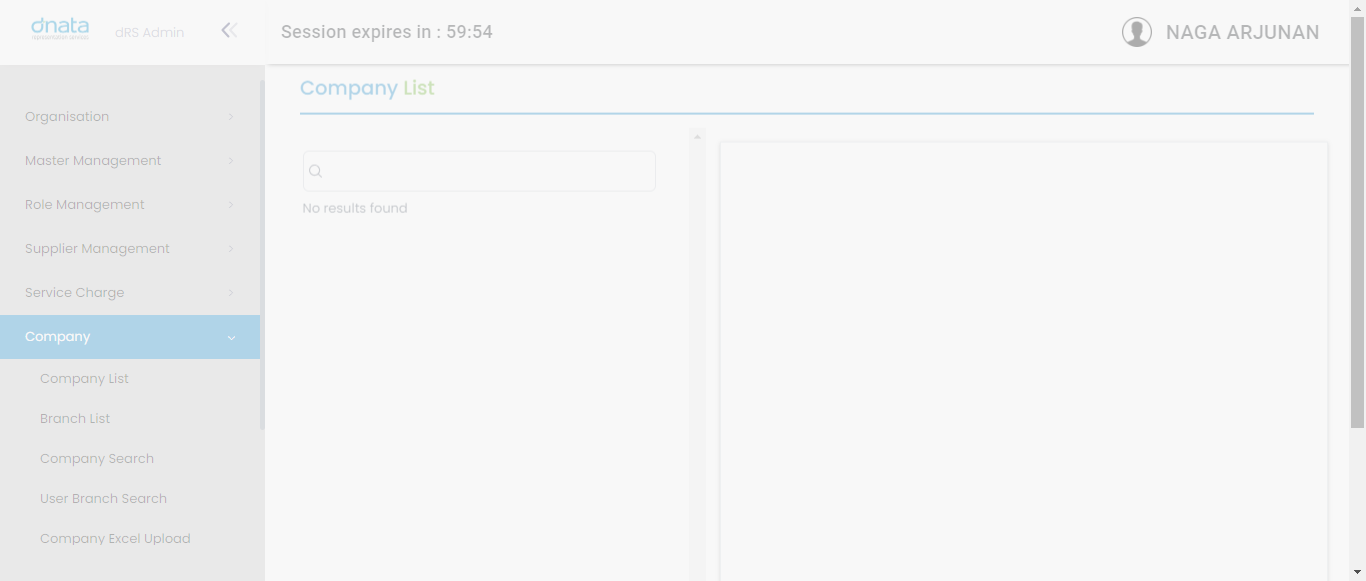 dnata
dRS Admin
Session expires in : 59:54
NAGA ARJUNAN
Company List
Organisation
Master Management
Role Management
Supplier Management
Service Charge
Company
Company List
Branch List
Company Search
User Branch Search
Company Excel Upload
No results found